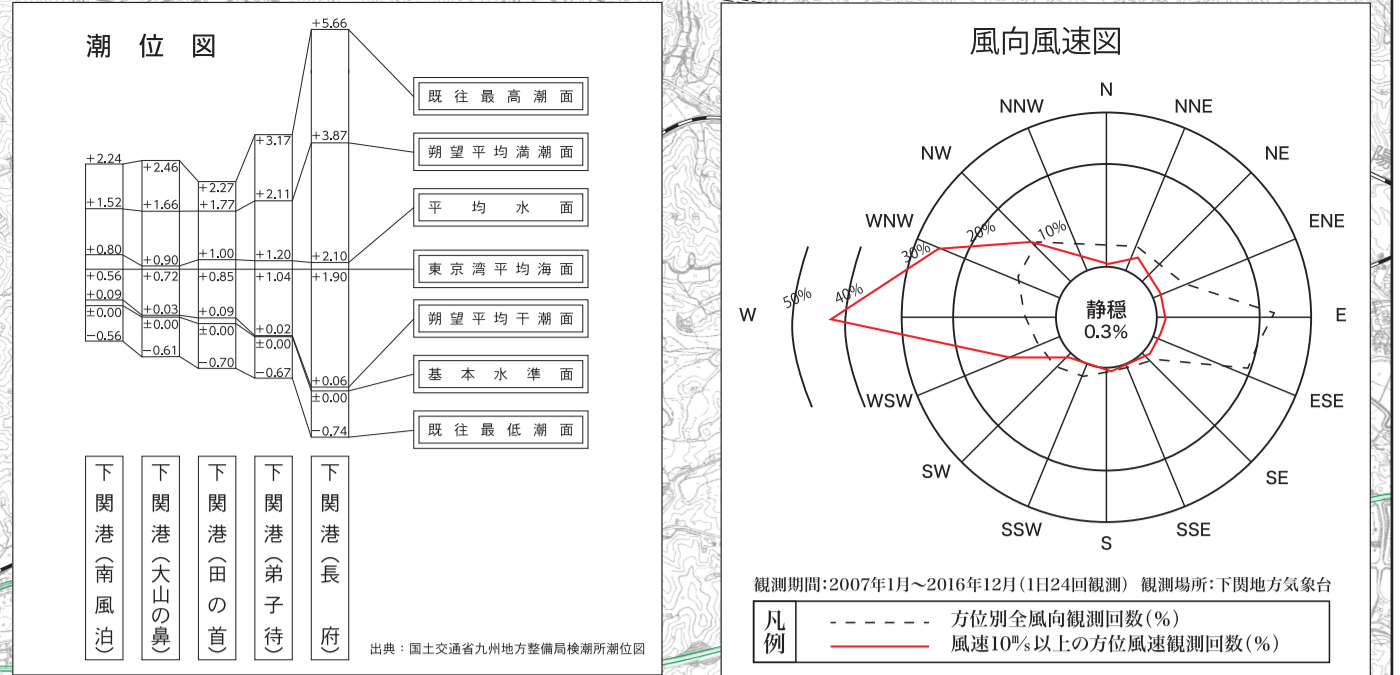 潮位図
+5.66
既往最高潮面
+3.87
朔望平均満潮面
+3.17
+2.24
+2.46
+2.27
+2.11
+1.52
+1.66
+1.77
平均水面
+0.80
+0.90
+1.00
+1.20
+2.10
東京湾平均海面
+0.56
+0.72
+0.85
+1.04
+1.90
+0.09
+0.03
+0.09
+0.02
朔望平均干潮面
±0.00
±0.00
±0.00
±0.00
-0.56
-0.61
-0.70
-0.67
+0.06
基本水準面
±0.00
-0.74
既往最低潮面
下関港(南風泊)
下関港(大山の鼻)
下関港(田の首)
下関港(弟子待)
下関港(長府)
出典:国土交通省九州地方整備局検潮所潮位図
風向風速図
N
NNW
NNE
NW
NE
WNW
ENE
10%
20%
30%
40%
50%
W
静穏
0.3%
E
WSW
ESE
SW
SE
SSW
SSE
S
観測期間:2007年1月~2016年12月(1日24回観測) 観測場所:下関地方気象台
凡例
方位別全風向観測回数(%)
風速10m/s以上の方位風速観測回数(%)